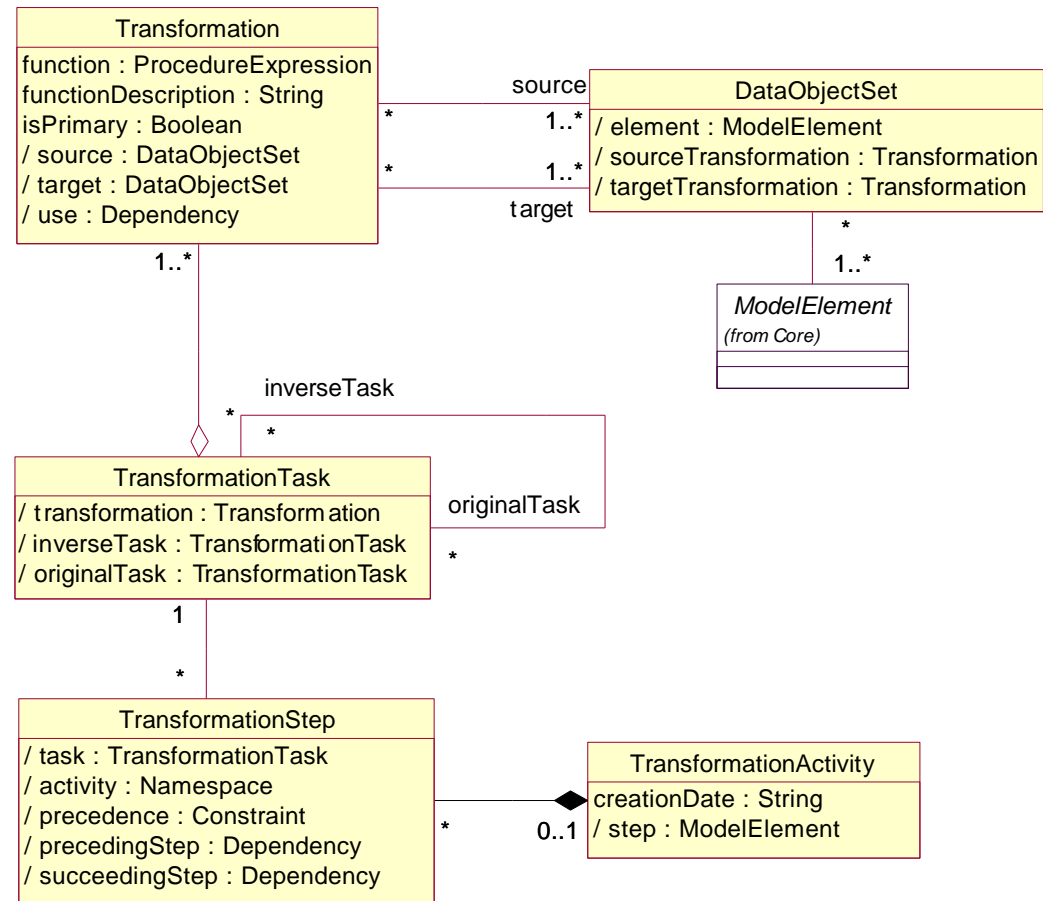 Transformation
function : ProcedureExpression
functionDescription : String
isPrimary : Boolean
/ source : DataObjectSet
/ target : DataObjectSet
/ use : Dependency
source
*
1..*
*
1..*
target
DataObjectSet
/ element : ModelElement
/ sourceTransformation : Transformation
/ targetTransformation : Transformation
*
1..*
ModelElement
(from Core)
1..*
*
inverseTask
*
TransformationTask
/ transformation : Transformation
/ inverseTask : TransformationTask
/ originalTask : TransformationTask
originalTask
*
1
*
TransformationStep
/ task : TransformationTask
/ activity : Namespace
/ precedence : Constraint
/ precedingStep : Dependency
/ succeedingStep : Dependency
*
0..1
TransformationActivity
creationDate : String
/ step : ModelElement